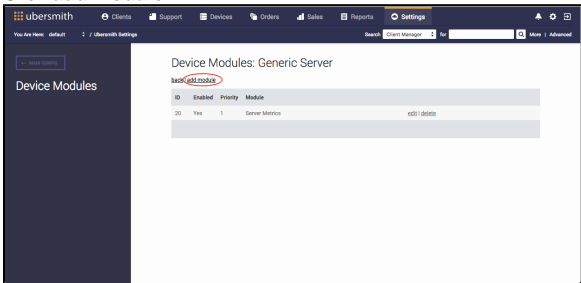 ubersmith Clients Support Devices Orders Sales Reports Settings
You Are Here: default / Ubersmith Settings Search Client Manager for More | Advanced
Device Modules: Generic Server
back | add module
Device Modules
ID Enabled Priority Module
20 Yes 1 Server Metrics edit | delete